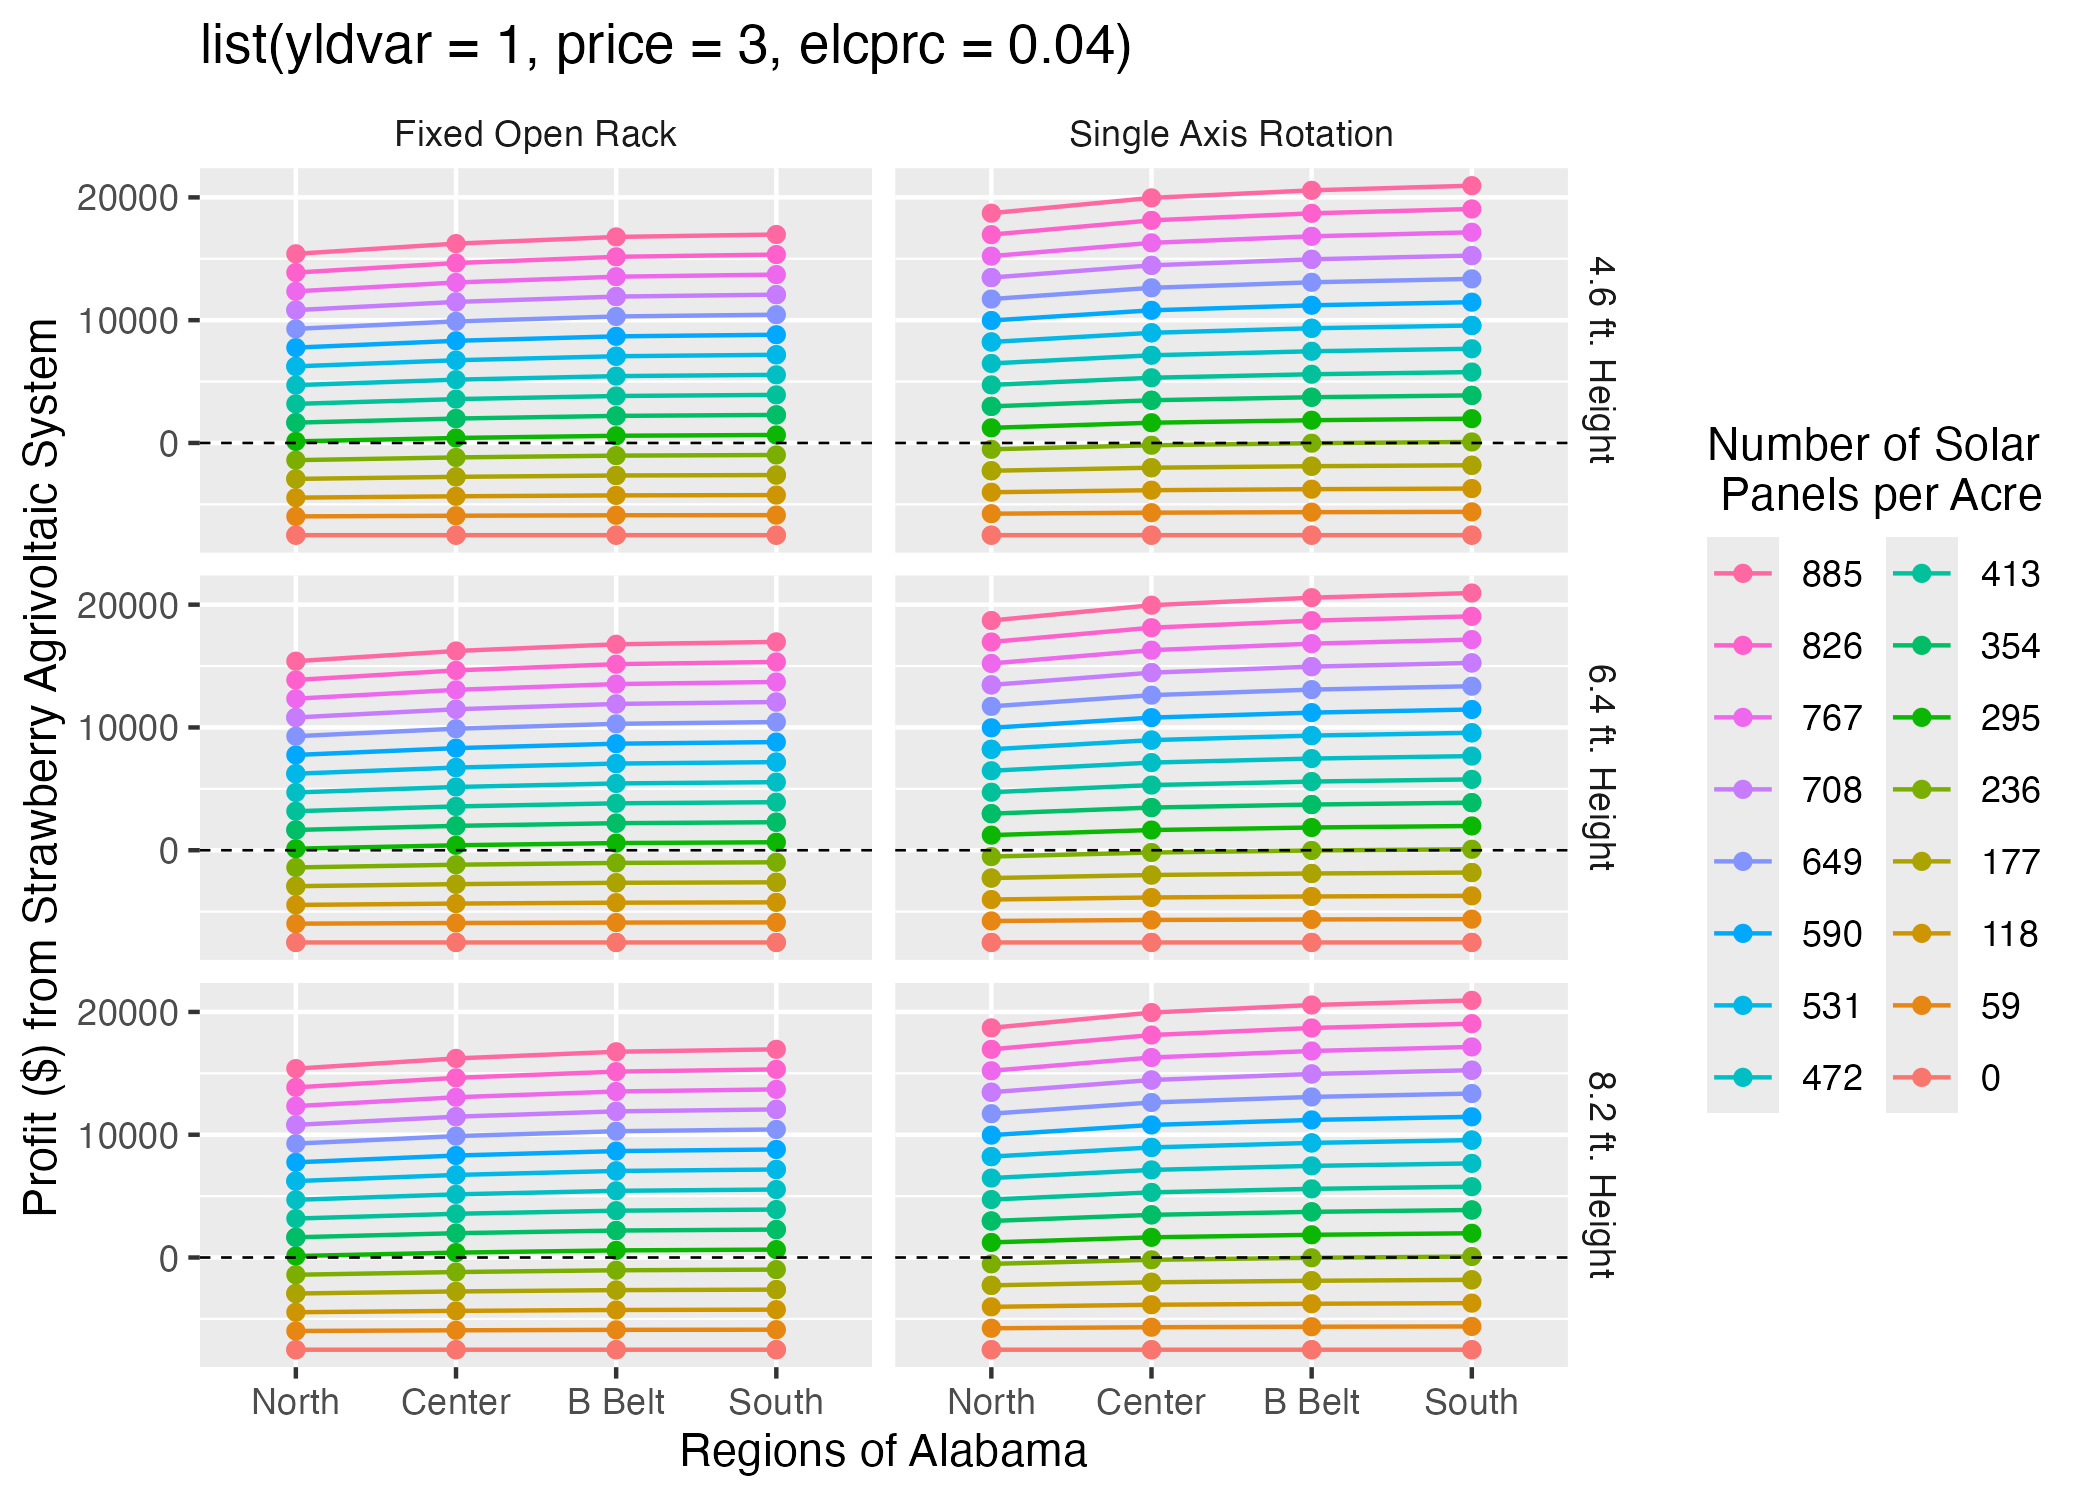 list(yldvar = 1, price = 3, elcprc = 0.04)
Fixed Open Rack
Single Axis Rotation
Profit ($) from Strawberry Agrivoltaic System
20000
10000
0
4.6 ft. Height
20000
10000
0
6.4 ft. Height
20000
10000
0
8.2 ft. Height
North
Center
B Belt
South
North
Center
B Belt
South
Regions of Alabama
Number of Solar
Panels per Acre
885
826
767
708
649
590
531
472
413
354
295
236
177
118
59
0